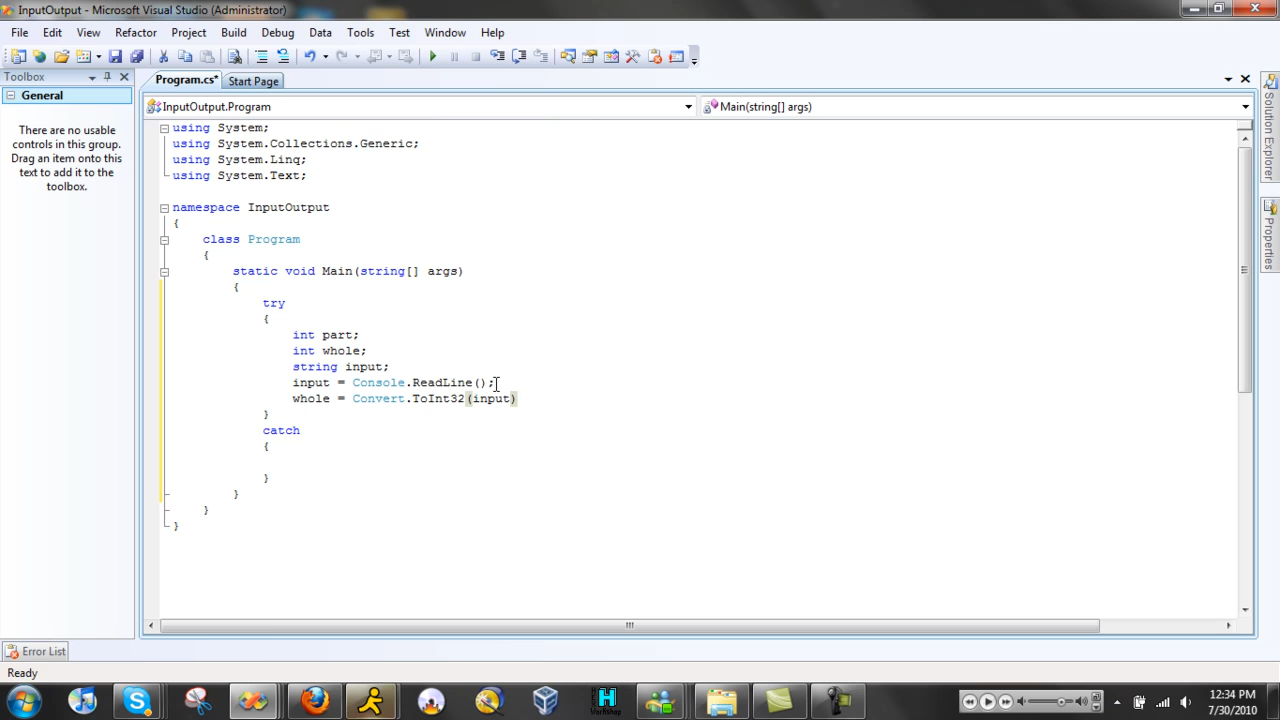 InputOutput - Microsoft Visual Studio (Administrator)
File Edit View Refactor Project Build Debug Data Tools Test Window Help
Toolbox
Program.cs* Start Page
General
InputOutput.Program Main(string[] args)
There are no usable
controls in this group.
Drag an item onto this
text to add it to the
toolbox.
using System;
using System.Collections.Generic;
using System.Linq;
using System.Text;
namespace InputOutput
{
class Program
{
static void Main(string[] args)
{
try
{
int part;
int whole;
string input;
input = Console.ReadLine();
whole = Convert.ToInt32(input)
}
catch
{
}
}
}
}
Solution Explorer
Properties
Error List
Ready
H
Workshop
12:34 PM
7/30/2010